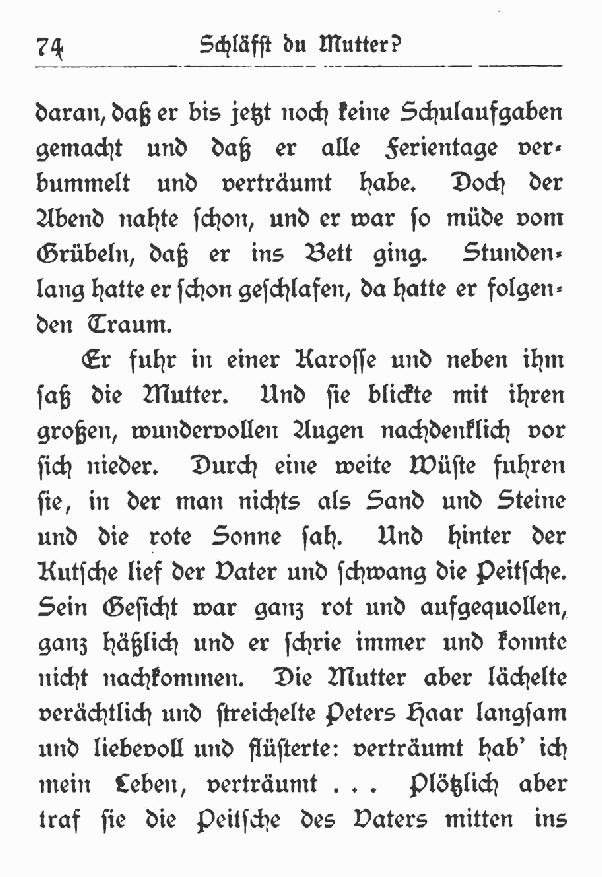 74 Schläfst du Mutter?
daran, daß er bis jetzt noch keine Schulaufgaben
gemacht und daß er alle Ferientage ver-
bummelt und verträumt habe. Doch der
Abend nahte schon, und er war so müde vom
Grübeln, daß er ins Bett ging. Stunden-
lang hatte er schon geschlafen, da hatte er folgen-
den Traum.
Er fuhr in einer Karosse und neben ihm
saß die Mutter. Und sie blickte mit ihren
großen, wundervollen Augen nachdenklich vor
sich nieder. Durch eine weite Wüste fuhren
sie, in der man nichts als Sand und Steine
und die rote Sonne sah. Und hinter der
Kutsche lief der Vater und schwang die Peitsche.
Sein Gesicht war ganz rot und aufgequollen,
ganz häßlich und er schrie immer und konnte
nicht nachkommen. Die Mutter aber lächelte
verächtlich und streichelte Peters Haar langsam
und liebevoll und flüsterte: verträumt hab' ich
mein Leben, verträumt . . . Plötzlich aber
traf sie die Peitsche des Vaters mitten ins